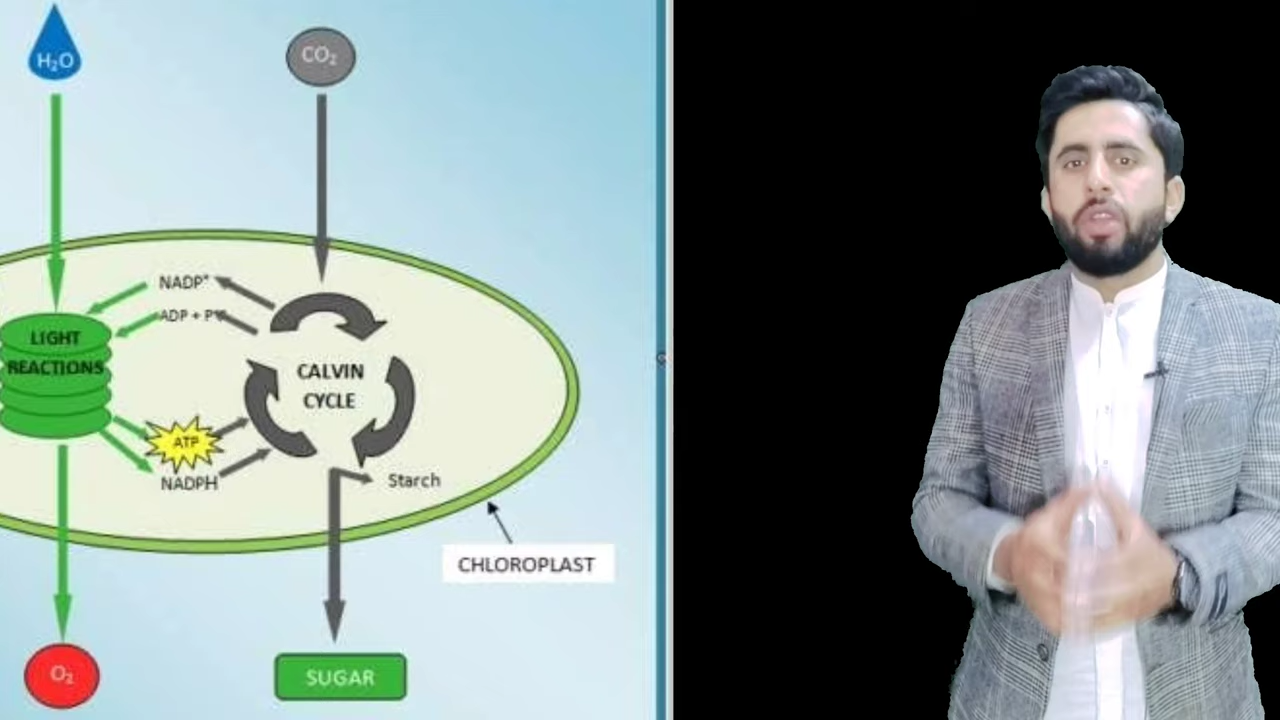 H₂O
CO₂
NADP⁺
ADP + P
LIGHT
REACTIONS
CALVIN
CYCLE
ATP
NADPH
Starch
CHLOROPLAST
O₂
SUGAR